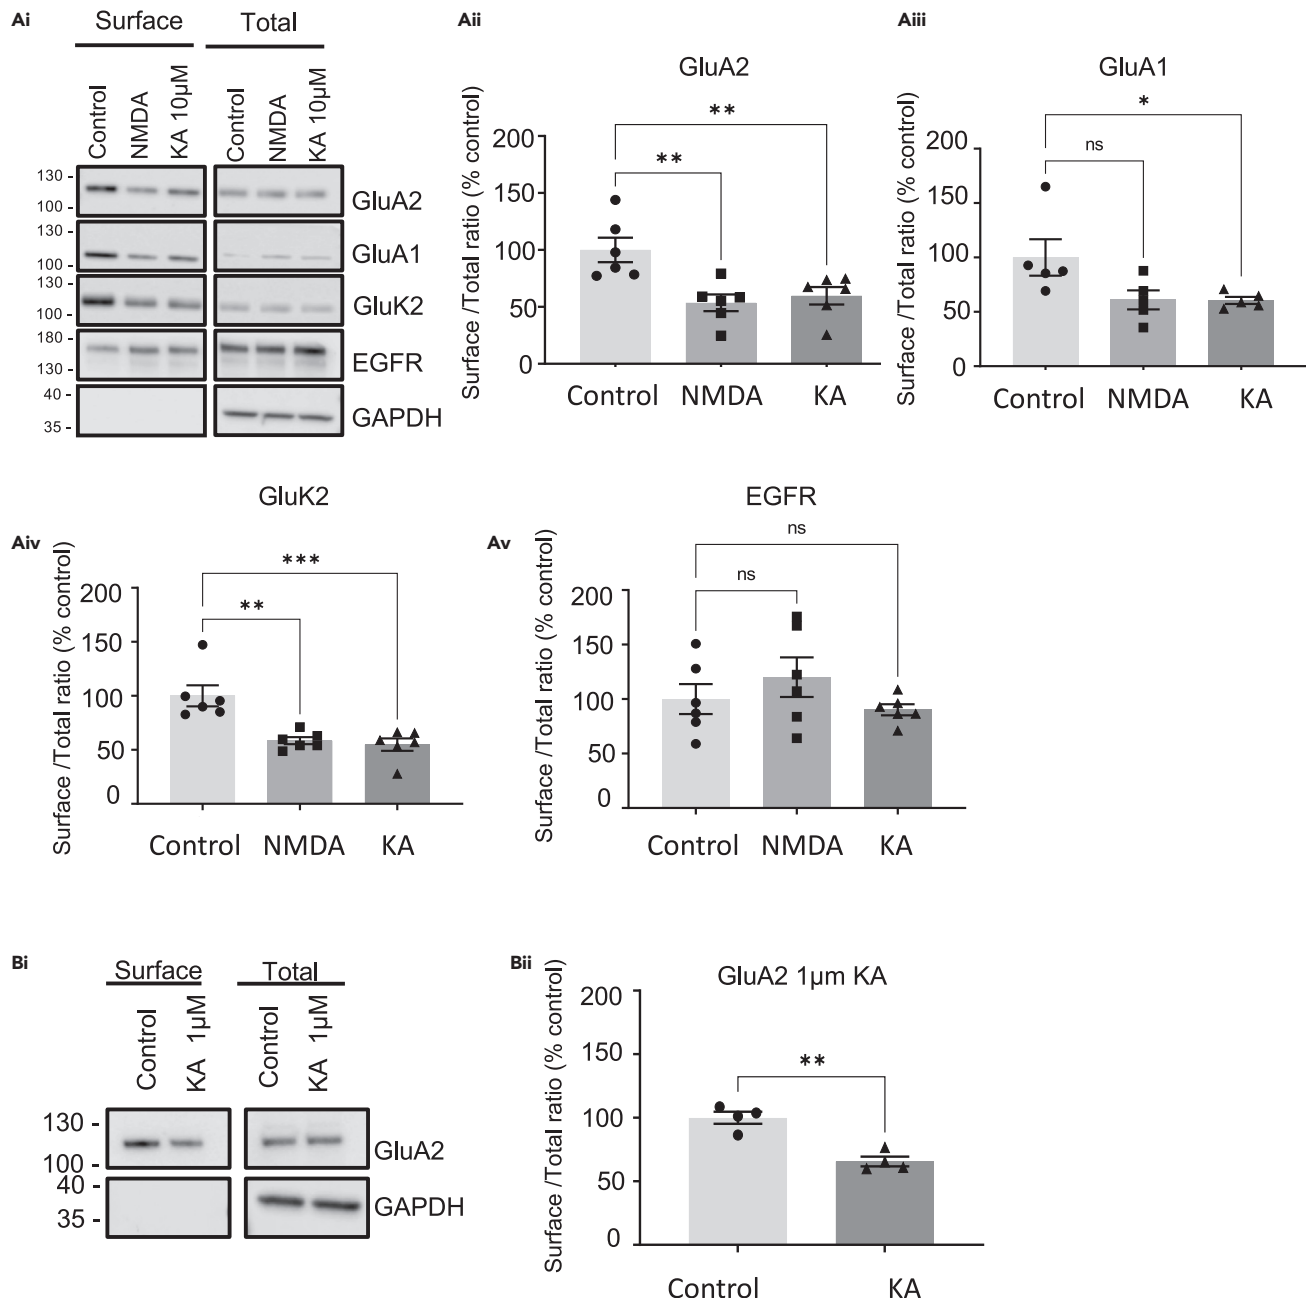 Ai
Surface
Total
Control
NMDA
KA 10µM
Control
NMDA
KA 10µM
130 -
100 -
GluA2
130 -
100 -
GluA1
130 -
100 -
GluK2
180 -
130 -
EGFR
40 -
35 -
GAPDH
Aii
GluA2
Surface /Total ratio (% control)
200
150
100
50
0
**
**
Control
NMDA
KA
Aiii
GluA1
Surface /Total ratio (% control)
200
150
100
50
0
*
ns
Control
NMDA
KA
Aiv
GluK2
Surface /Total ratio (% control)
200
150
100
50
0
***
**
Control
NMDA
KA
Av
EGFR
Surface /Total ratio (% control)
200
150
100
50
0
ns
ns
Control
NMDA
KA
Bi
Surface
Total
Control
KA 1µM
Control
KA 1µM
130 -
100 -
GluA2
40 -
35 -
GAPDH
Bii
GluA2 1µm KA
Surface /Total ratio (% control)
200
150
100
50
0
**
Control
KA